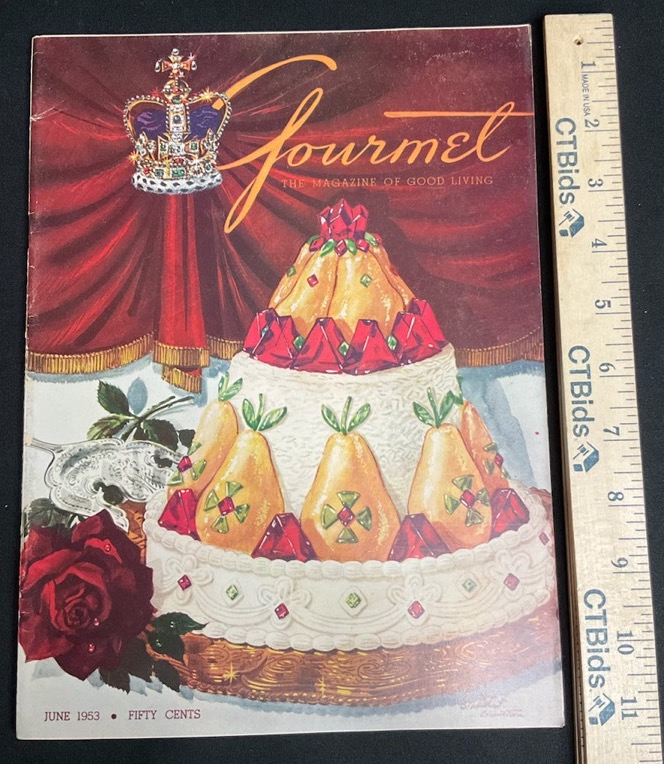 Gourmet
THE MAGAZINE OF GOOD LIVING
JUNE 1953 • FIFTY CENTS
1
MADE IN USA
2
CTBids
3
4
5
6
CTBids
7
8
9
CTBids
10
11